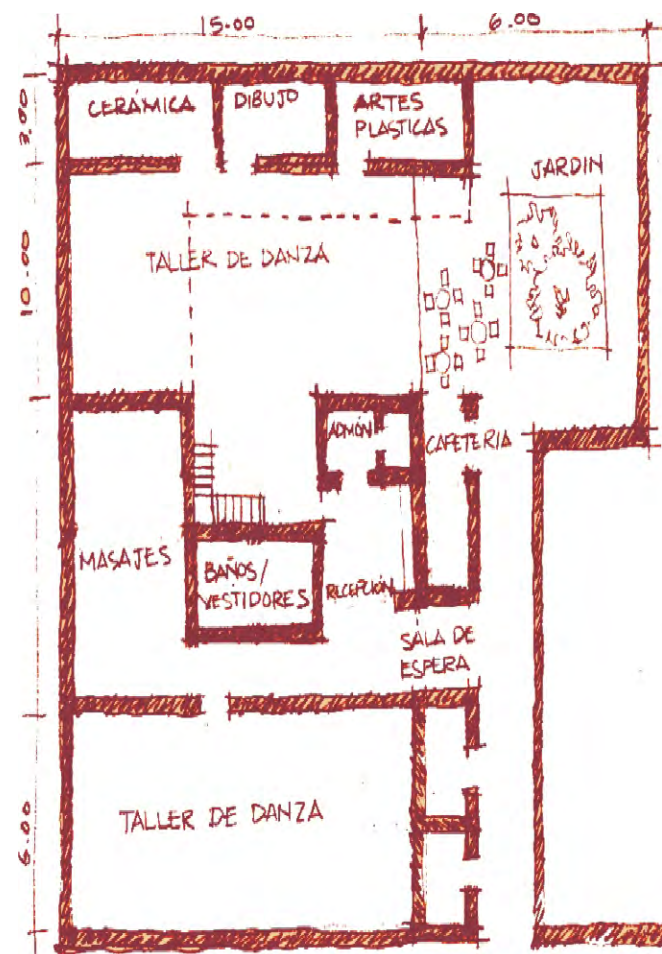 15.00
6.00
3.00
CERÁMICA
DIBUJO
ARTES
PLASTICAS
JARDIN
10.00
TALLER DE DANZA
ADMÓN
CAFETERIA
MASAJES
BAÑOS/
VESTIDORES
RECEPCIÓN
SALA DE
ESPERA
6.00
TALLER DE DANZA